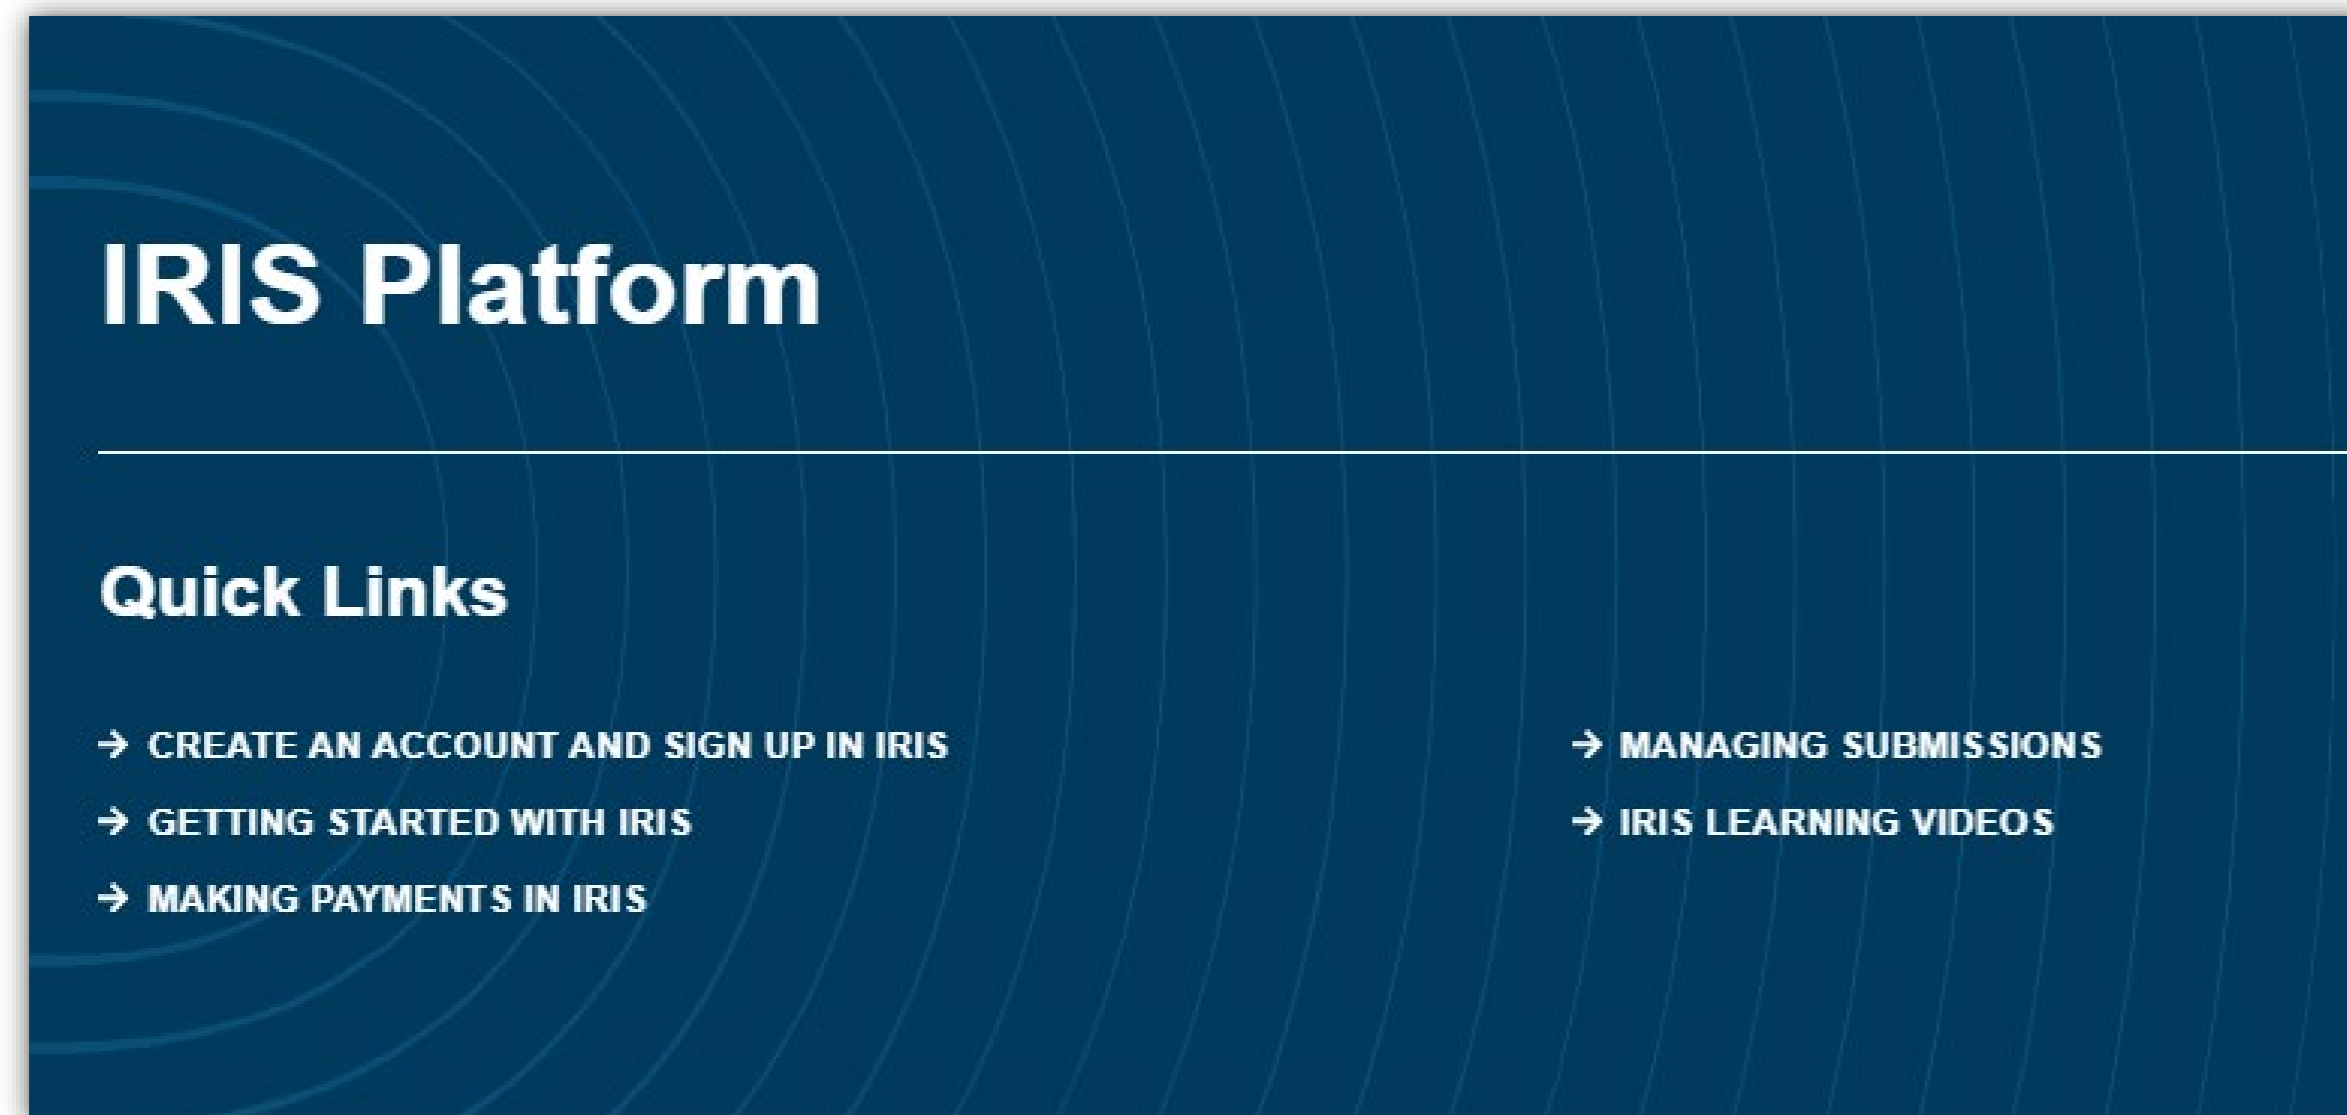 IRIS Platform
Quick Links
→ CREATE AN ACCOUNT AND SIGN UP IN IRIS
→ GETTING STARTED WITH IRIS
→ MAKING PAYMENTS IN IRIS
→ MANAGING SUBMISSIONS
→ IRIS LEARNING VIDEOS